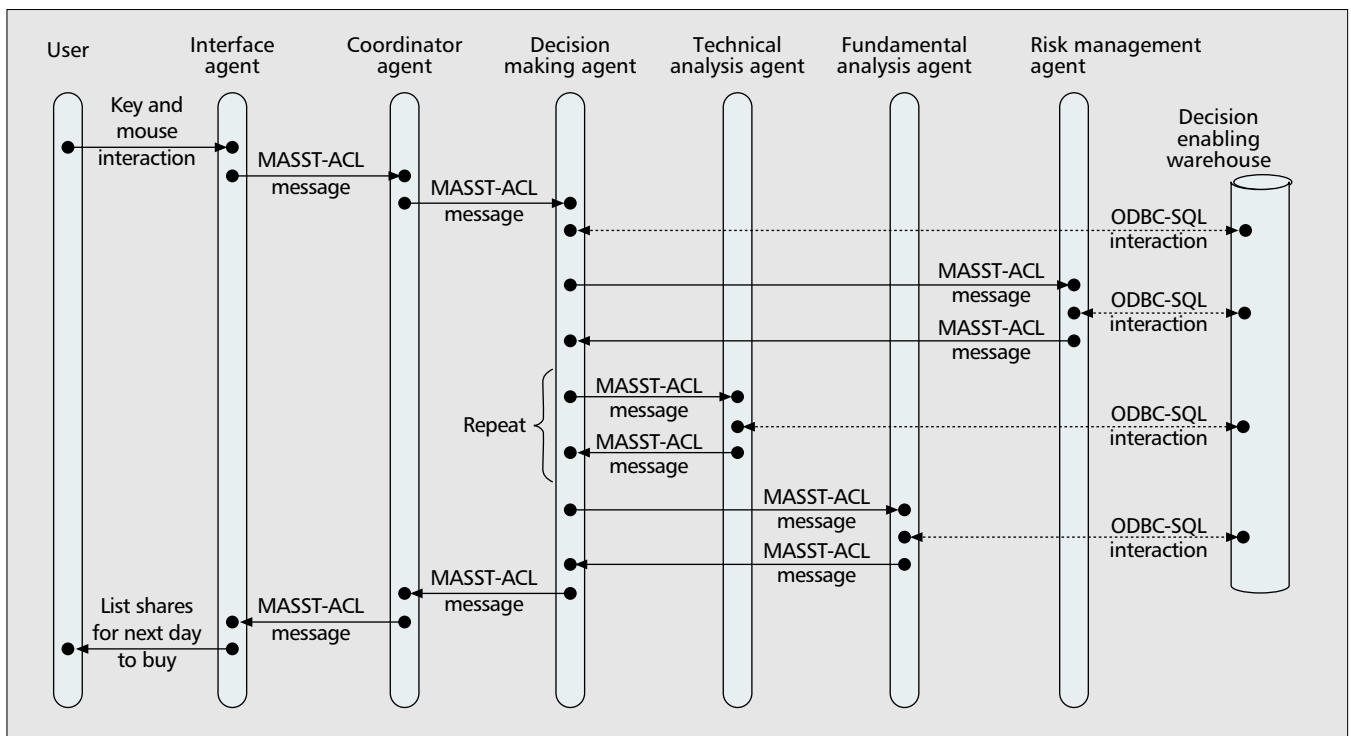 User
Interface
agent
Coordinator
agent
Decision
making agent
Technical
analysis agent
Fundamental
analysis agent
Risk management
agent
Decision
enabling
warehouse
Key and
mouse
interaction
MASST-ACL
message
MASST-ACL
message
ODBC-SQL
interaction
MASST-ACL
message
ODBC-SQL
interaction
MASST-ACL
message
Repeat
MASST-ACL
message
ODBC-SQL
interaction
MASST-ACL
message
MASST-ACL
message
ODBC-SQL
interaction
MASST-ACL
message
MASST-ACL
message
MASST-ACL
message
List shares
for next day
to buy